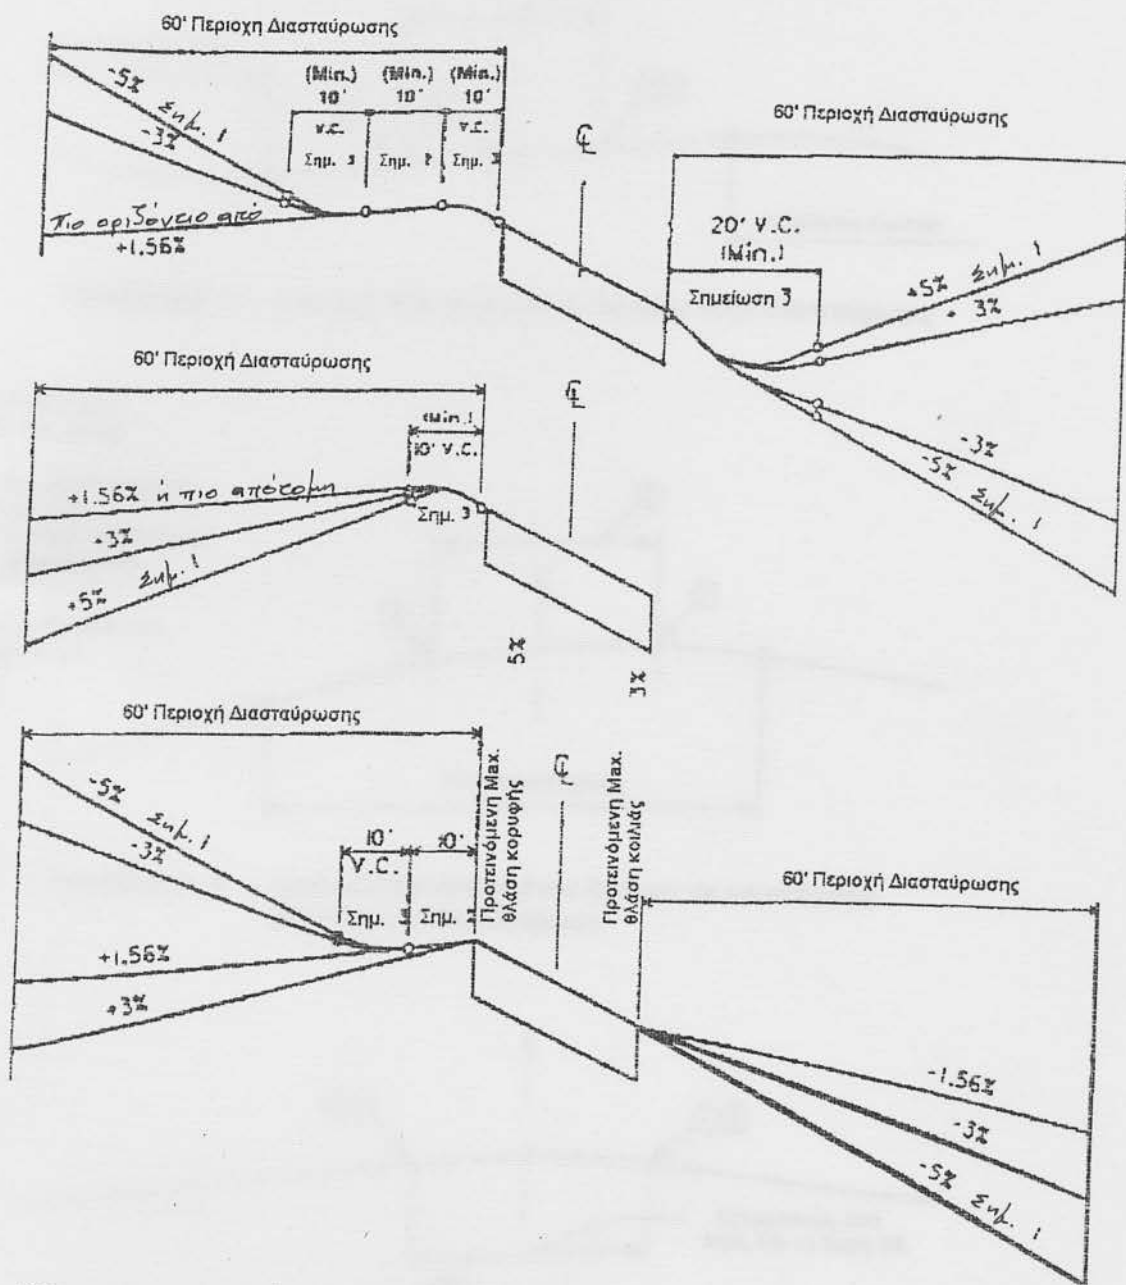 60' Περιοχη Διασταύρωσης
-5% Σημ. 1
-3%
(Min.) (Min.) (Min.)
10' 10' 10'
V.C. V.C.
Σημ. 3 Σημ. 2 Σημ. 3
Πιο οριζόντιο από
+1.56%
℄
60' Περιοχή Διασταύρωσης
20' V.C.
(Min.)
Σημείωση 3
+5% Σημ. 1
+3%
-3%
-5% Σημ. 1
60' Περιοχή Διασταύρωσης
(Min.)
10' V.C.
Σημ. 3
+1.56% ή πιο απότομη
+3%
+5% Σημ. 1
℄
5%
3%
60' Περιοχή Διασταύρωσης
-5% Σημ. 1
-3%
10' 10'
V.C.
Σημ. Σημ.
+1.56%
+3%
Προτεινόμενη Max.
θλάση κορυφής
℄
Προτεινόμενη Max.
θλάση κοιλιάς
60' Περιοχή Διασταύρωσης
-1.56%
-3%
-5% Σημ. 1